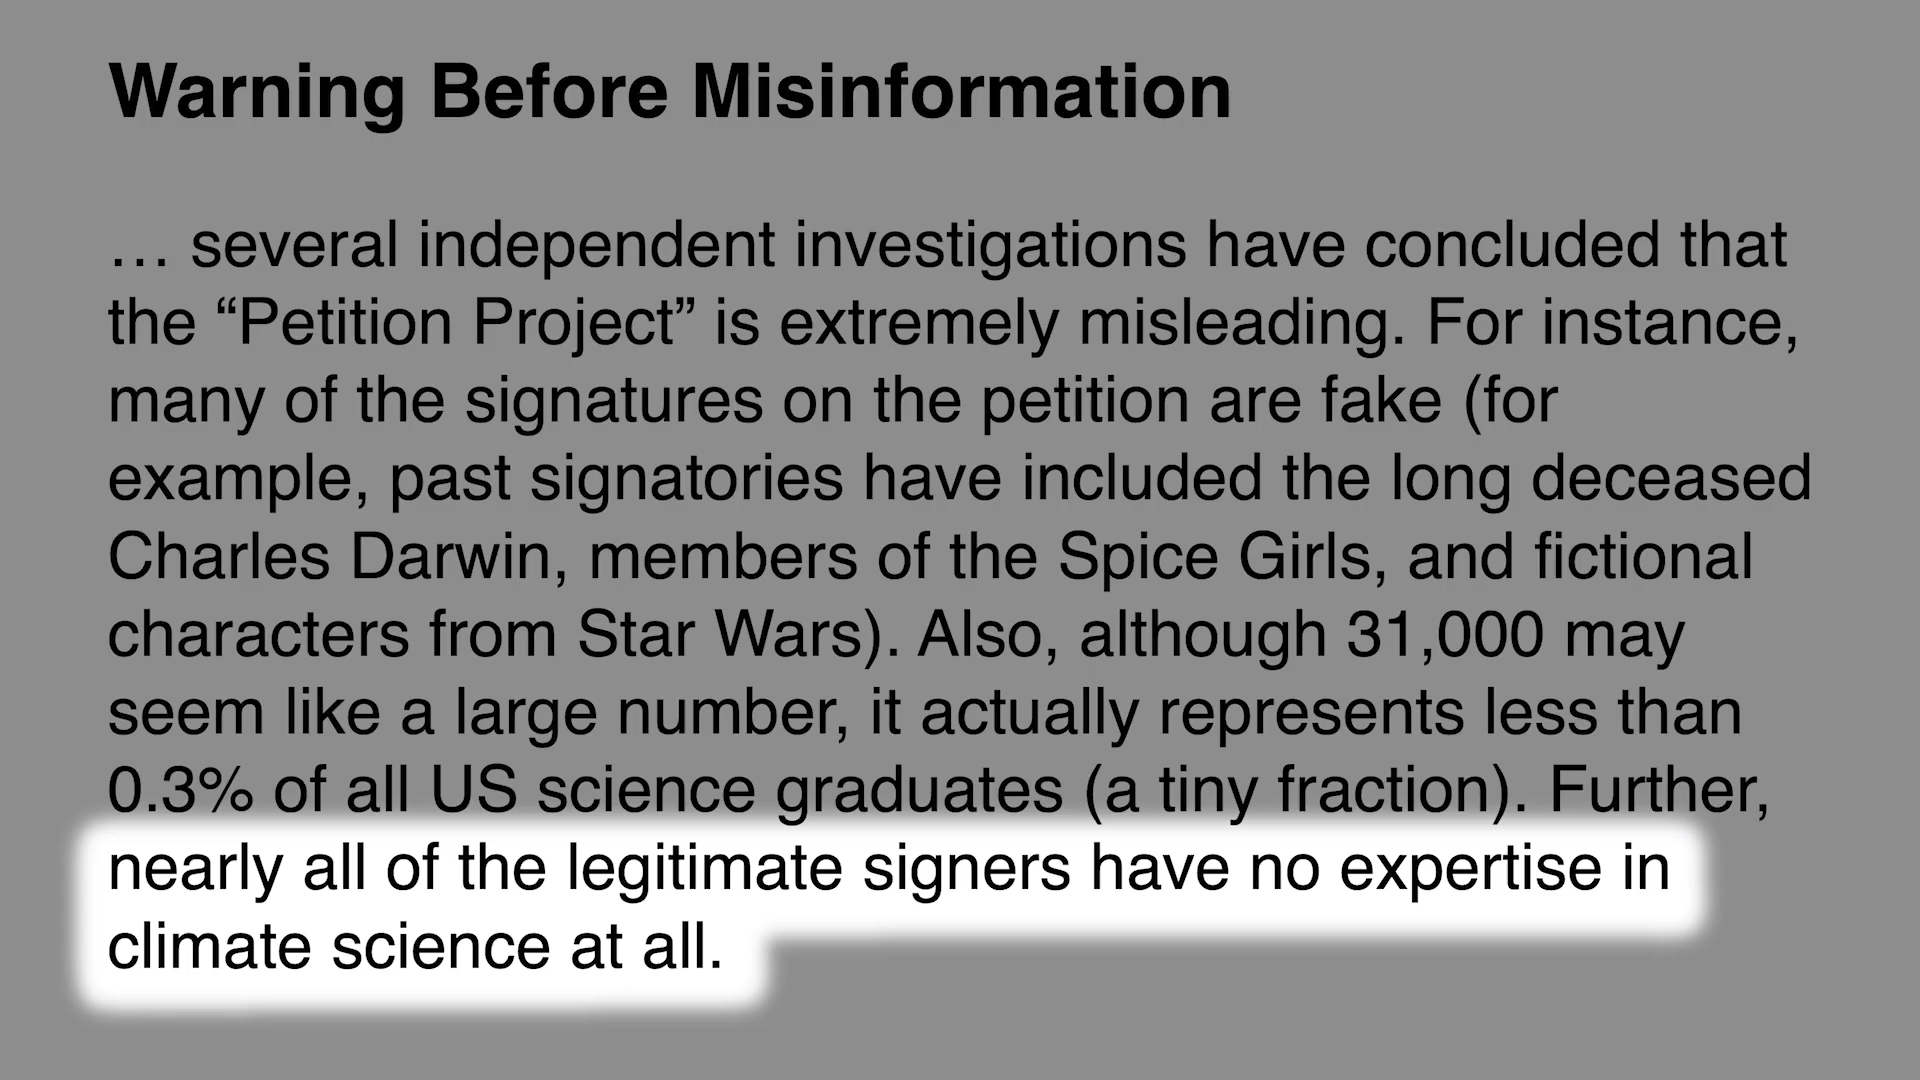 Warning Before Misinformation
… several independent investigations have concluded that
the “Petition Project” is extremely misleading. For instance,
many of the signatures on the petition are fake (for
example, past signatories have included the long deceased
Charles Darwin, members of the Spice Girls, and fictional
characters from Star Wars). Also, although 31,000 may
seem like a large number, it actually represents less than
0.3% of all US science graduates (a tiny fraction). Further,
nearly all of the legitimate signers have no expertise in
climate science at all.